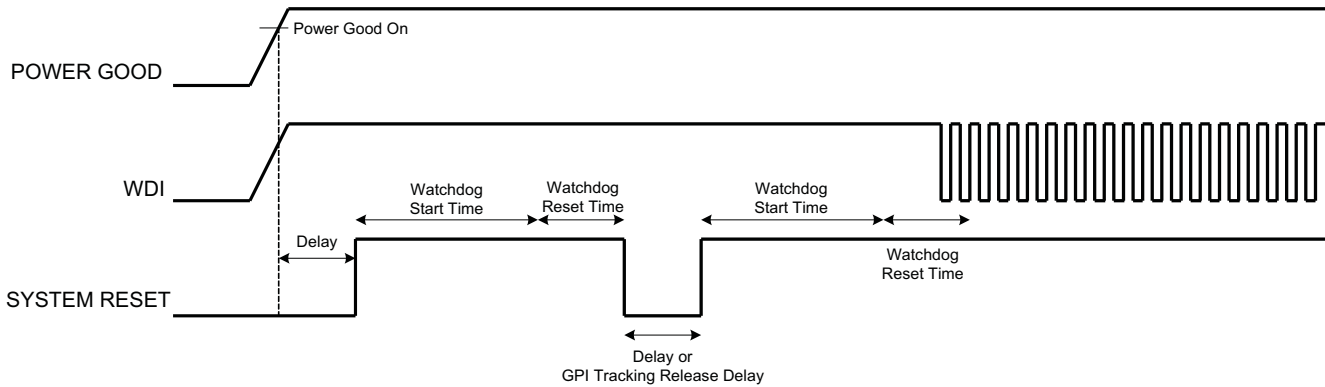 Power Good On
POWER GOOD
WDI
Watchdog
Start Time
Watchdog
Reset Time
Watchdog
Start Time
Delay
Watchdog
Reset Time
SYSTEM RESET
Delay or
GPI Tracking Release Delay